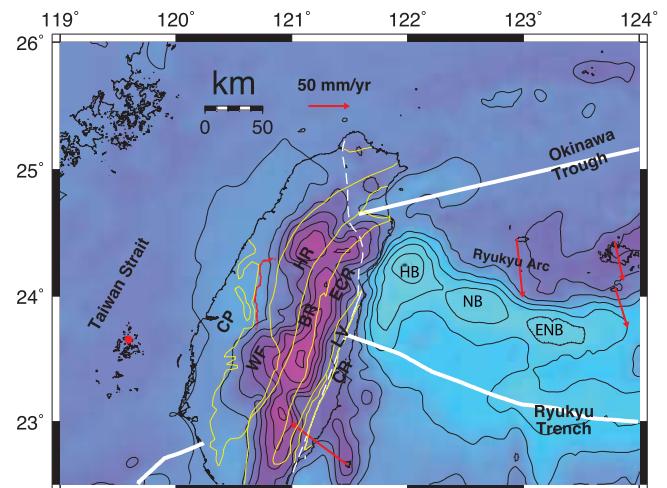 119° 120° 121° 122° 123° 124°
26°
km
50 mm/yr
0 50
25°
Okinawa
Trough
Taiwan Strait
HR
Ryukyu Arc
HB
ECR
24°
NB
BR
CP
ENB
LV
WF
CR
Ryukyu
Trench
23°